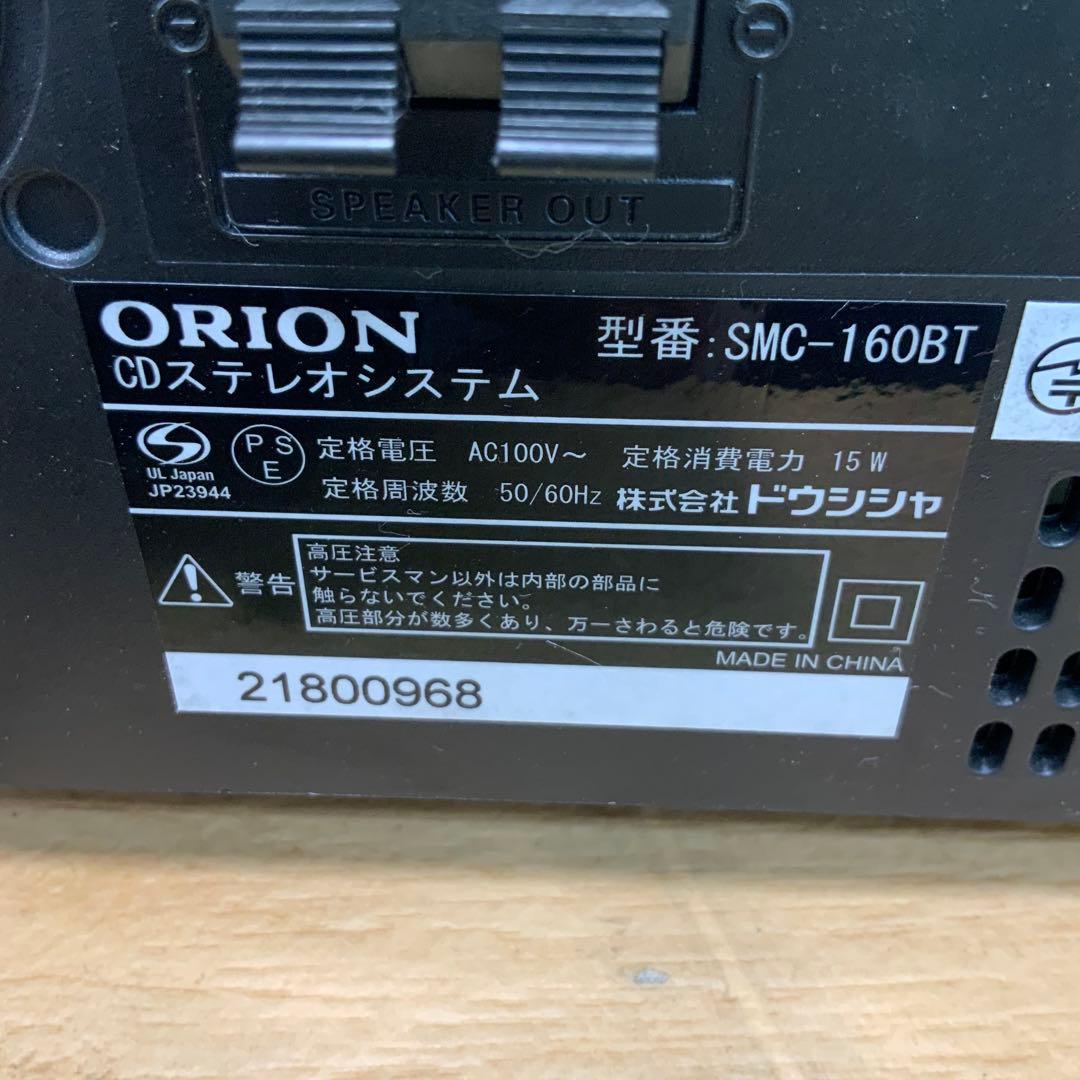 SPEAKER OUT
ORION 型番:SMC-160BT
CDステレオシステム
PSE 定格電圧 AC100V～ 定格消費電力 15W
UL Japan
JP23944 定格周波数 50/60Hz 株式会社ドウシシャ
警告
高圧注意
サービスマン以外は内部の部品に
触らないでください。
高圧部分が数多くあり、万一さわると危険です。
MADE IN CHINA
21800968